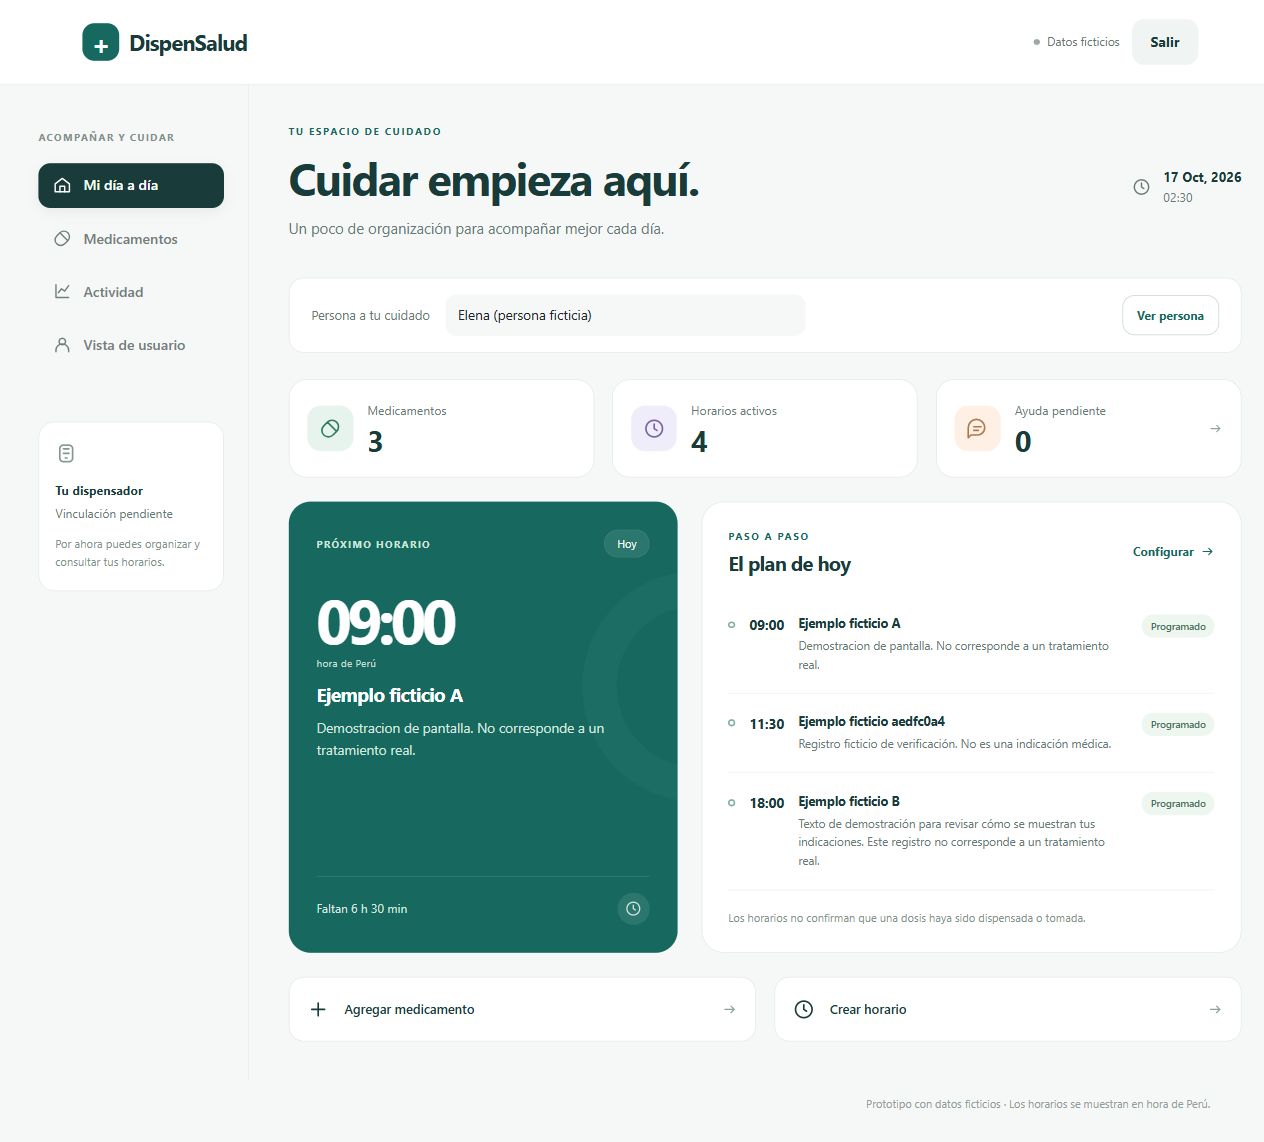 + DispenSalud
Datos ficticios
Salir
ACOMPAÑAR Y CUIDAR
Mi día a día
Medicamentos
Actividad
Vista de usuario
Tu dispensador
Vinculación pendiente
Por ahora puedes organizar y
consultar tus horarios.
TU ESPACIO DE CUIDADO
Cuidar empieza aquí.
Un poco de organización para acompañar mejor cada día.
17 Oct, 2026
02:30
Persona a tu cuidado
Elena (persona ficticia)
Ver persona
Medicamentos
3
Horarios activos
4
Ayuda pendiente
0
→
PRÓXIMO HORARIO
Hoy
09:00
hora de Perú
Ejemplo ficticio A
Demostracion de pantalla. No corresponde a un
tratamiento real.
Faltan 6 h 30 min
PASO A PASO
El plan de hoy
Configurar →
09:00
Ejemplo ficticio A
Demostracion de pantalla. No corresponde a un tratamiento
real.
Programado
11:30
Ejemplo ficticio aedfc0a4
Registro ficticio de verificación. No es una indicación médica.
Programado
18:00
Ejemplo ficticio B
Texto de demostración para revisar cómo se muestran tus
indicaciones. Este registro no corresponde a un tratamiento
real.
Programado
Los horarios no confirman que una dosis haya sido dispensada o tomada.
+ Agregar medicamento →
Crear horario →
Prototipo con datos ficticios · Los horarios se muestran en hora de Perú.